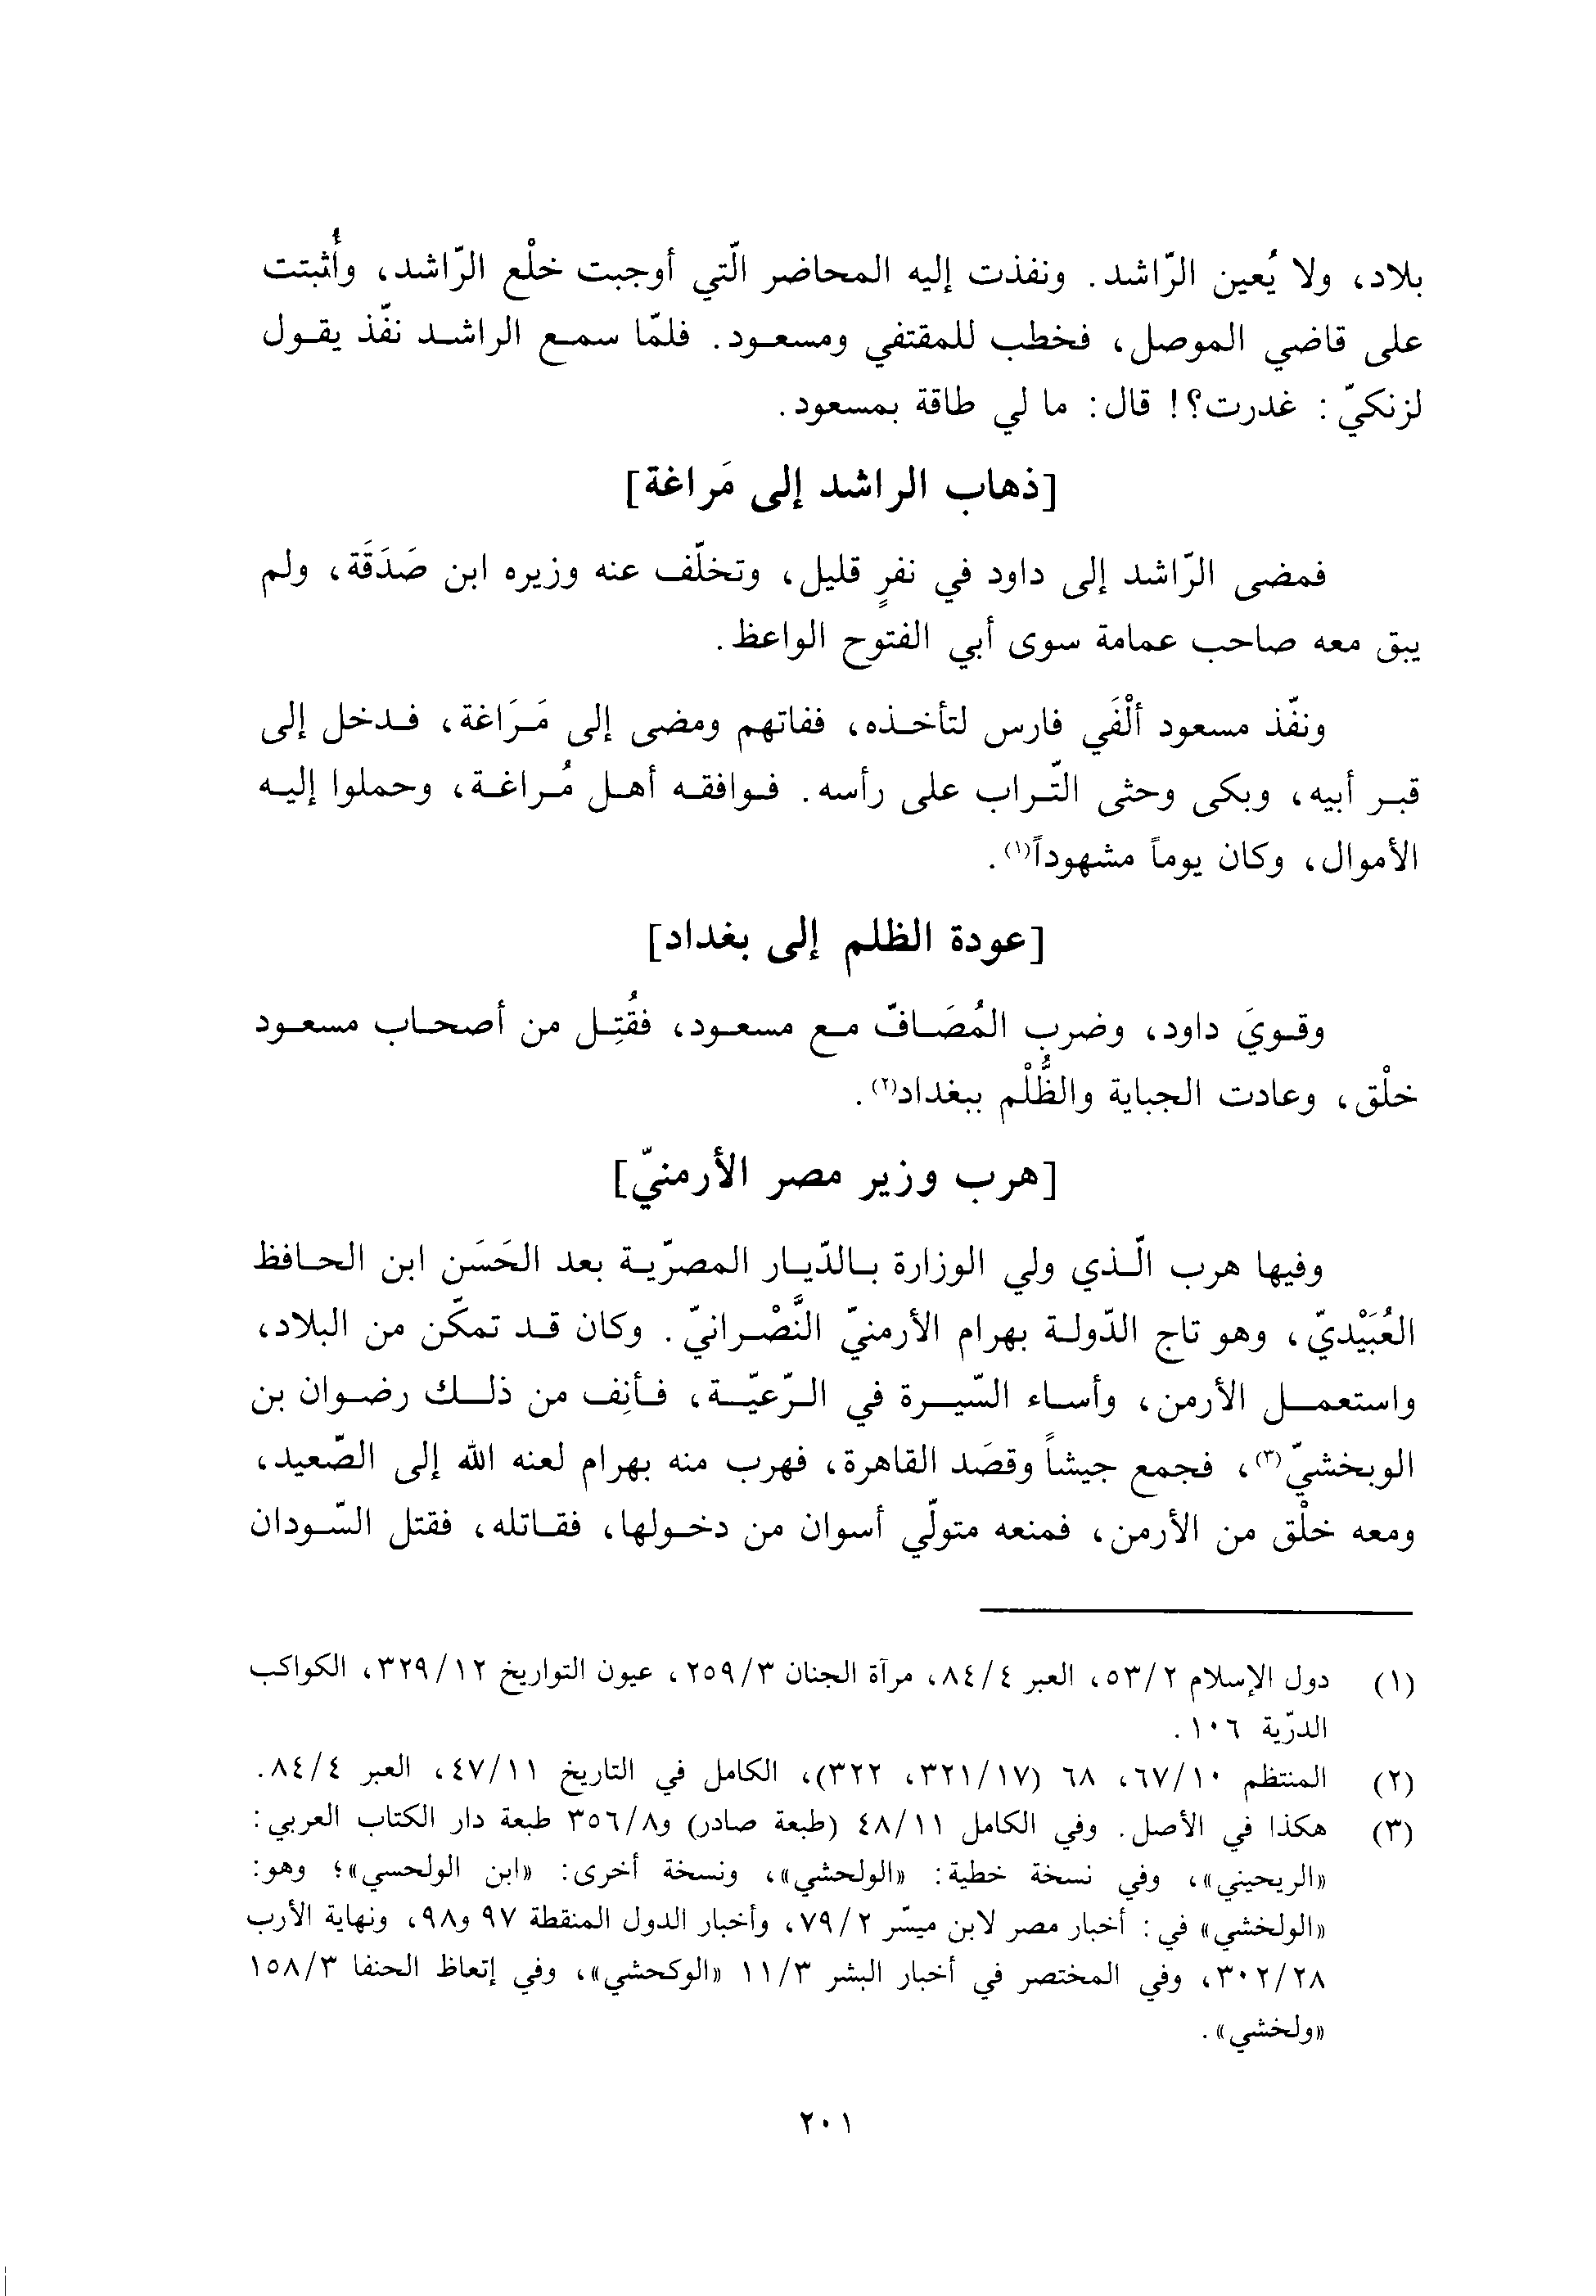 بلاد، ولا يُعين الرّاشد. ونفذت إليه المحاضر الّتي أوجبت خلْع الرّاشد، وأُثبتت
على قاضي الموصل، فخطب للمقتفي ومسعود. فلمّا سمع الراشد نفّذ يقول
لزنكيّ: غدرت؟! قال: ما لي طاقة بمسعود.
[ذهاب الراشد إلى مَراغة]
فمضى الرّاشد إلى داود في نفرٍ قليل، وتخلّف عنه وزيره ابن صَدَقَة، ولم
يبق معه صاحب عمامة سوى أبي الفتوح الواعظ.
ونفّذ مسعود ألْفَي فارس لتأخذه، ففاتهم ومضى إلى مَرَاغة، فدخل إلى
قبر أبيه، وبكى وحثى التّراب على رأسه. فوافقه أهل مُراغة، وحملوا إليه
الأموال، وكان يوماً مشهوداً(١).
[عودة الظلم إلى بغداد]
وقويَ داود، وضرب المُصَافّ مع مسعود، فقُتِل من أصحاب مسعود
خلْق، وعادت الجباية والظُّلْم ببغداد(٢).
[هرب وزير مصر الأرمنيّ]
وفيها هرب الّذي ولي الوزارة بالدّيار المصرّية بعد الحَسَن ابن الحافظ
العُبَيْديّ، وهو تاج الدّولة بهرام الأرمنيّ النَّصْرانيّ. وكان قد تمكّن من البلاد،
واستعمل الأرمن، وأساء السّيرة في الرّعيّة، فأنِف من ذلك رضوان بن
الوبخشيّ(٣)، فجمع جيشاً وقصَد القاهرة، فهرب منه بهرام لعنه الله إلى الصّعيد،
ومعه خلْق من الأرمن، فمنعه متولّي أسوان من دخولها، فقاتله، فقتل السّودان
(١) دول الإسلام ٥٣/٢، العبر ٨٤/٤، مرآة الجنان ٢٥٩/٣، عيون التواريخ ٣٢٩/١٢، الكواكب
الدرّية ١٠٦.
(٢) المنتظم ٦٧/١٠، ٦٨ (٣٢١/١٧، ٣٢٢)، الكامل في التاريخ ٤٧/١١، العبر ٨٤/٤.
(٣) هكذا في الأصل. وفي الكامل ٤٨/١١ (طبعة صادر) و٣٥٦/٨ طبعة دار الكتاب العربي:
«الريحيني»، وفي نسخة خطية: «الولحشي»، ونسخة أخرى: «ابن الولحسي»؛ وهو:
«الولخشي» في: أخبار مصر لابن ميسّر ٧٩/٢، وأخبار الدول المنقطة ٩٧ و٩٨، ونهاية الأرب
٣٠٢/٢٨، وفي المختصر في أخبار البشر ١١/٣ «الوكحشي»، وفي إتعاظ الحنفا ١٥٨/٣
«ولخشي».
٢٠١